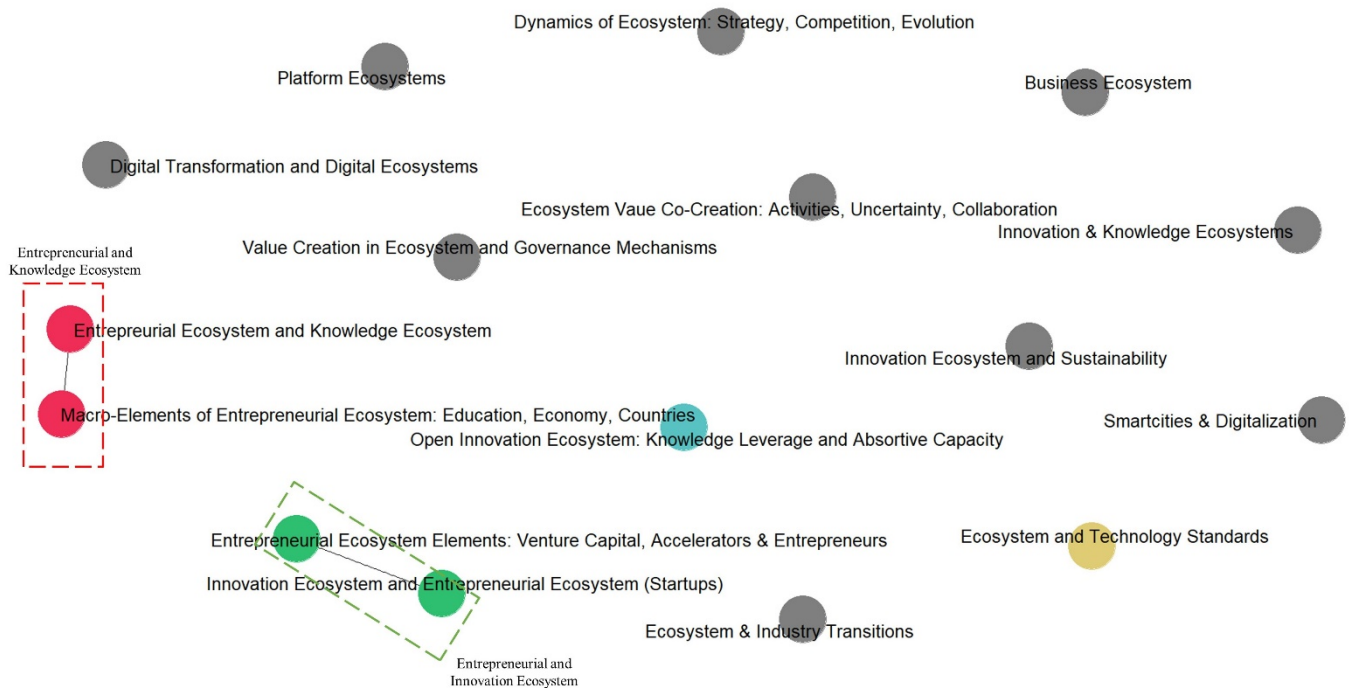 Dynamics of Ecosystem: Strategy, Competition, Evolution
Platform Ecosystems
Business Ecosystem
Digital Transformation and Digital Ecosystems
Ecosystem Vaue Co-Creation: Activities, Uncertainty, Collaboration
Innovation & Knowledge Ecosystems
Value Creation in Ecosystem and Governance Mechanisms
Entrepreneurial and
Knowledge Ecosystem
Entrepreurial Ecosystem and Knowledge Ecosystem
Innovation Ecosystem and Sustainability
Macro-Elements of Entrepreneurial Ecosystem: Education, Economy, Countries
Smartcities & Digitalization
Open Innovation Ecosystem: Knowledge Leverage and Absortive Capacity
Entrepreneurial Ecosystem Elements: Venture Capital, Accelerators & Entrepreneurs
Ecosystem and Technology Standards
Innovation Ecosystem and Entrepreneurial Ecosystem (Startups)
Ecosystem & Industry Transitions
Entrepreneurial and
Innovation Ecosystem